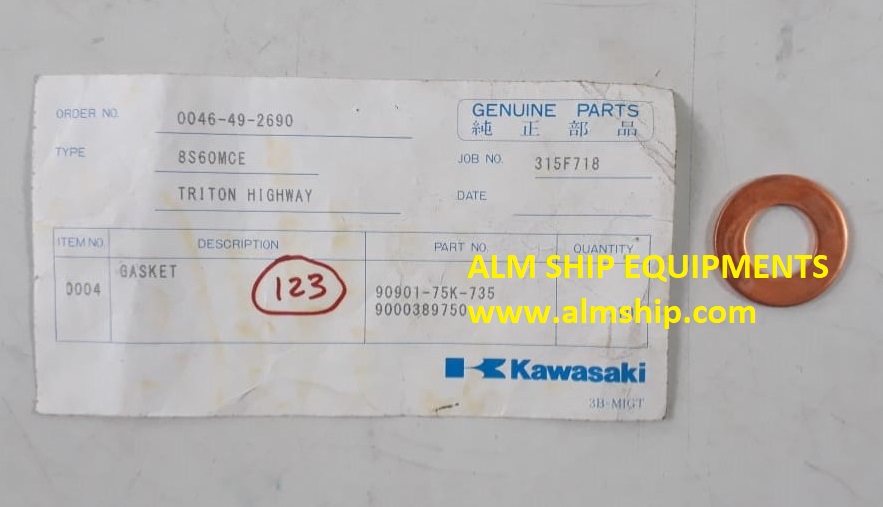 ORDER NO. 0046-49-2690
GENUINE PARTS
純正部品
TYPE 8S60MCE
JOB NO. 315F718
TRITON HIGHWAY
DATE
ITEM NO. DESCRIPTION PART NO. QUANTITY
0004 GASKET 123 90901-75K-735
9000389750
ALM SHIP EQUIPMENTS
www.almship.com
Kawasaki
3B-MIGT